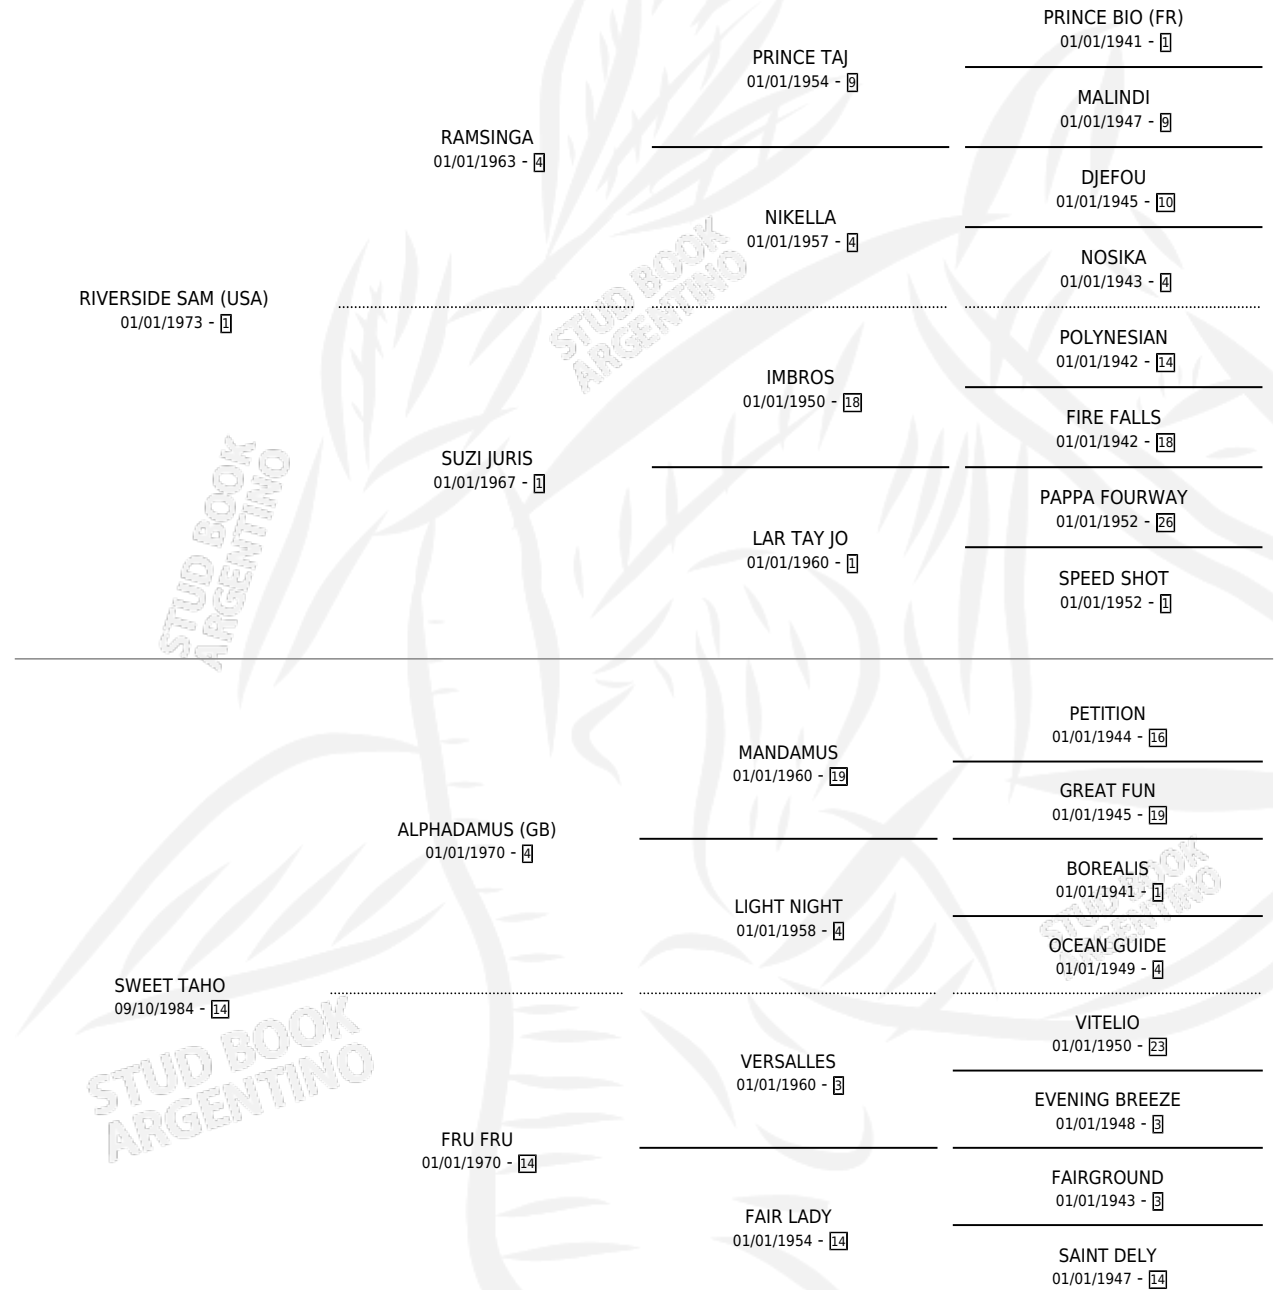 PRINCE BIO (FR)
01/01/1941 - 1
PRINCE TAJ
01/01/1954 - 9
MALINDI
01/01/1947 - 9
RAMSINGA
01/01/1963 - 4
DJEFOU
01/01/1945 - 10
NIKELLA
01/01/1957 - 4
NOSIKA
01/01/1943 - 4
RIVERSIDE SAM (USA)
01/01/1973 - 1
POLYNESIAN
01/01/1942 - 14
IMBROS
01/01/1950 - 18
FIRE FALLS
01/01/1942 - 18
SUZI JURIS
01/01/1967 - 1
PAPPA FOURWAY
01/01/1952 - 26
LAR TAY JO
01/01/1960 - 1
SPEED SHOT
01/01/1952 - 1
PETITION
01/01/1944 - 16
MANDAMUS
01/01/1960 - 19
GREAT FUN
01/01/1945 - 19
ALPHADAMUS (GB)
01/01/1970 - 4
BOREALIS
01/01/1941 - 1
LIGHT NIGHT
01/01/1958 - 4
OCEAN GUIDE
01/01/1949 - 4
SWEET TAHO
09/10/1984 - 14
VITELIO
01/01/1950 - 23
VERSALLES
01/01/1960 - 3
EVENING BREEZE
01/01/1948 - 3
FRU FRU
01/01/1970 - 14
FAIRGROUND
01/01/1943 - 3
FAIR LADY
01/01/1954 - 14
SAINT DELY
01/01/1947 - 14
STUD BOOK
ARGENTINO
STUD BOOK
ARGENTINO
STUD BOOK
ARGENTINO
STUD BOOK
ARGENTINO